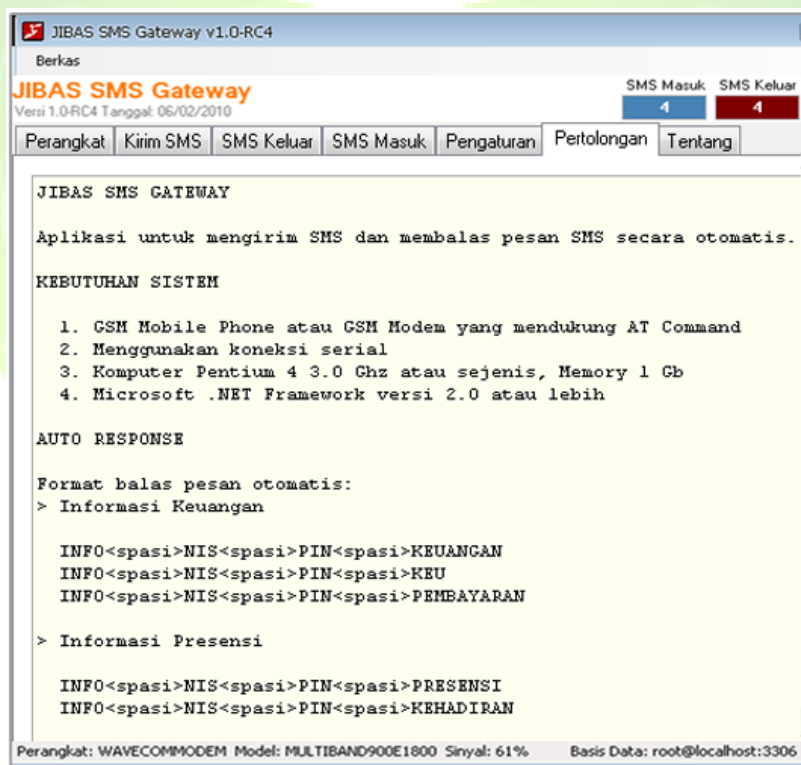 JIBAS SMS Gateway v1.0-RC4
Berkas
JIBAS SMS Gateway
Versi 1.0-RC4 Tanggal: 06/02/2010
SMS Masuk SMS Keluar
4 4
Perangkat Kirim SMS SMS Keluar SMS Masuk Pengaturan Pertolongan Tentang
JIBAS SMS GATEWAY
Aplikasi untuk mengirim SMS dan membalas pesan SMS secara otomatis.
KEBUTUHAN SISTEM
1. GSM Mobile Phone atau GSM Modem yang mendukung AT Command
2. Menggunakan koneksi serial
3. Komputer Pentium 4 3.0 Ghz atau sejenis, Memory 1 Gb
4. Microsoft .NET Framework versi 2.0 atau lebih
AUTO RESPONSE
Format balas pesan otomatis:
> Informasi Keuangan
INFO<spasi>NIS<spasi>PIN<spasi>KEUANGAN
INFO<spasi>NIS<spasi>PIN<spasi>KEU
INFO<spasi>NIS<spasi>PIN<spasi>PEMBAYARAN
> Informasi Presensi
INFO<spasi>NIS<spasi>PIN<spasi>PRESENSI
INFO<spasi>NIS<spasi>PIN<spasi>KEHADIRAN
Perangkat: WAVECOMMODEM Model: MULTIBAND900E1800 Sinyal: 61% Basis Data: root@localhost:3306